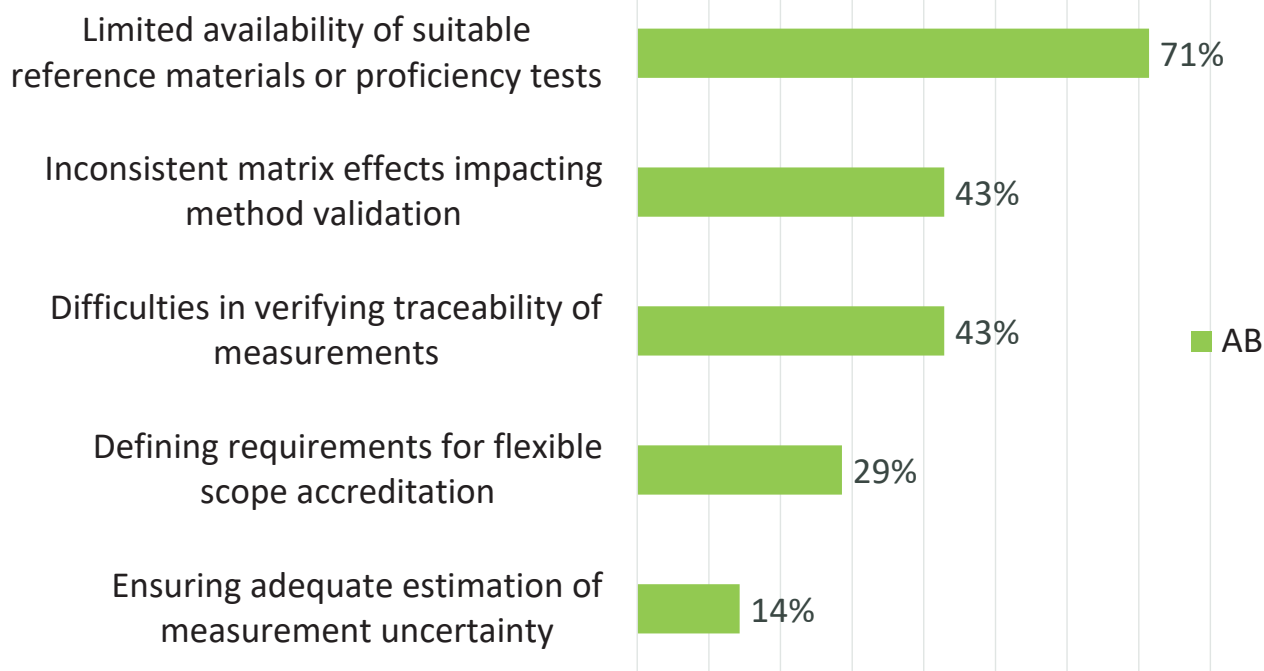 Limited availability of suitable
reference materials or proficiency tests
71%
Inconsistent matrix effects impacting
method validation
43%
Difficulties in verifying traceability of
measurements
43%
AB
Defining requirements for flexible
scope accreditation
29%
Ensuring adequate estimation of
measurement uncertainty
14%